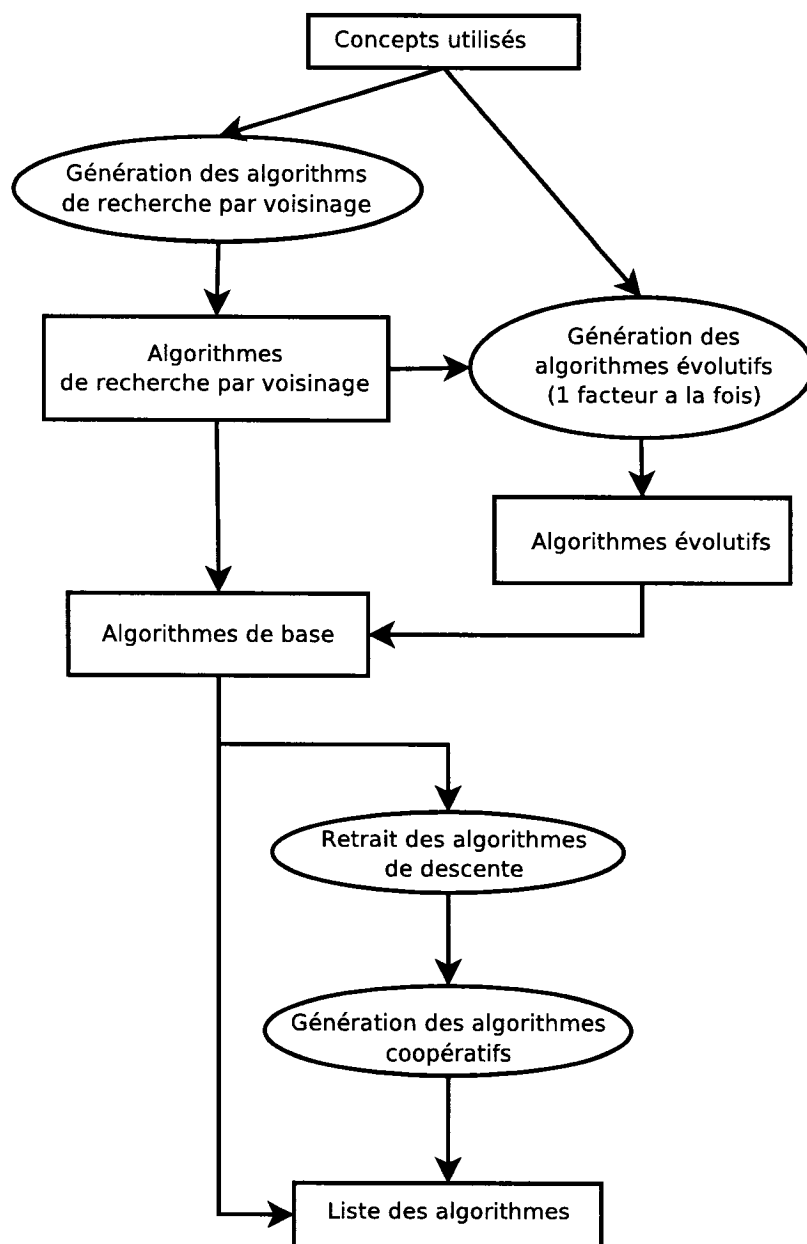 Concepts utilisés
Génération des algorithms
de recherche par voisinage
Algorithmes
de recherche par voisinage
Génération des
algorithmes évolutifs
(1 facteur a la fois)
Algorithmes évolutifs
Algorithmes de base
Retrait des algorithmes
de descente
Génération des algorithmes
coopératifs
Liste des algorithmes